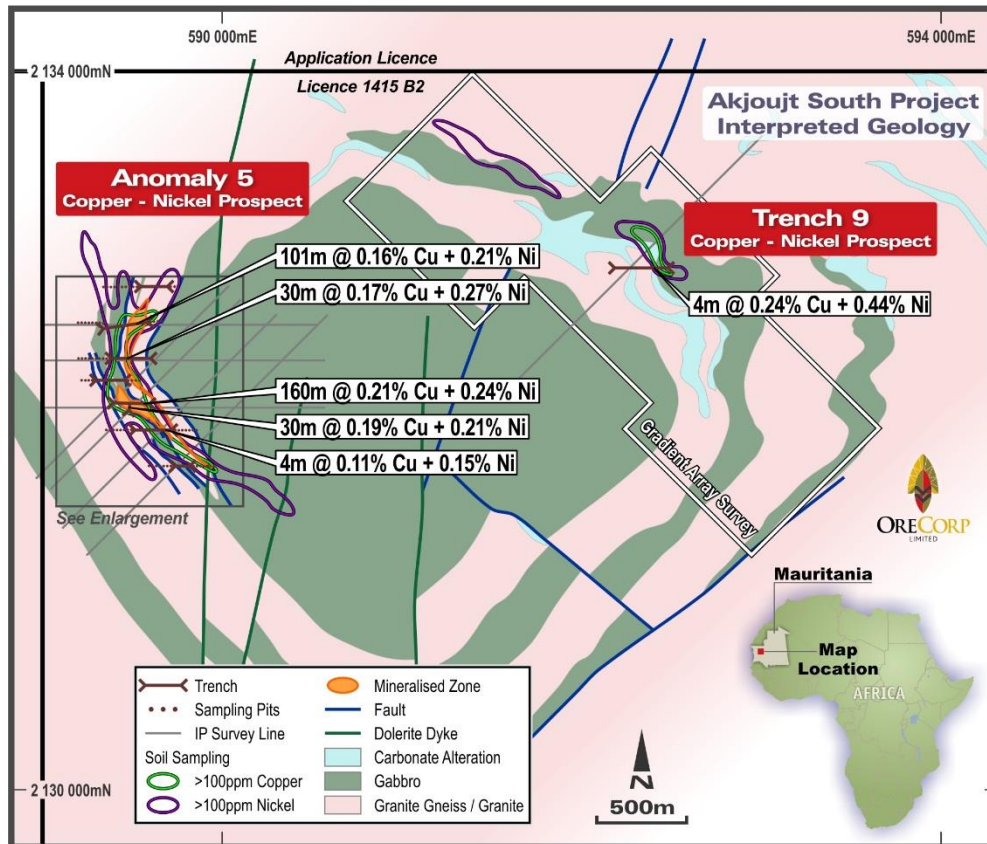 590 000mE
594 000mE
2 134 000mN
Application Licence
Licence 1415 B2
Akjoujt South Project
Interpreted Geology
Anomaly 5
Copper - Nickel Prospect
Trench 9
Copper - Nickel Prospect
101m @ 0.16% Cu + 0.21% Ni
30m @ 0.17% Cu + 0.27% Ni
4m @ 0.24% Cu + 0.44% Ni
160m @ 0.21% Cu + 0.24% Ni
30m @ 0.19% Cu + 0.21% Ni
4m @ 0.11% Cu + 0.15% Ni
Gradient Array Survey
See Enlargement
ORECORP
LIMITED
Mauritania
Map
Location
AFRICA
Trench
Sampling Pits
IP Survey Line
Soil Sampling
>100ppm Copper
>100ppm Nickel
Mineralised Zone
Fault
Dolerite Dyke
Carbonate Alteration
Gabbro
Granite Gneiss / Granite
2 130 000mN
N
500m